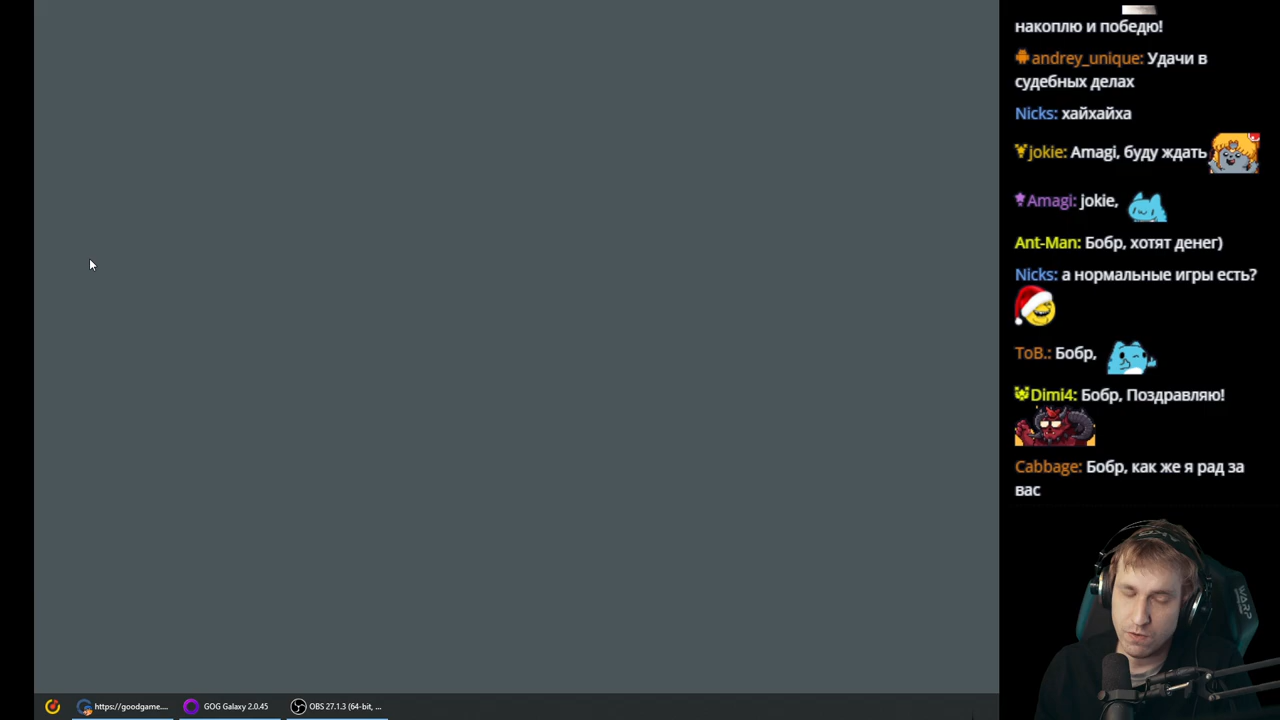 накоплю и победю!
andrey_unique: Удачи в
судебных делах
Nicks: хайхайха
jokie: Amagi, буду ждать
Amagi: jokie,
Ant-Man: Бобр, хотят денег)
Nicks: а нормальные игры есть?
ToB.: Бобр,
Dimi4: Бобр, Поздравляю!
Cabbage: Бобр, как же я рад за
вас
WARP
https://goodgame....
GOG Galaxy 2.0.45
OBS 27.1.3 (64-bit, ...